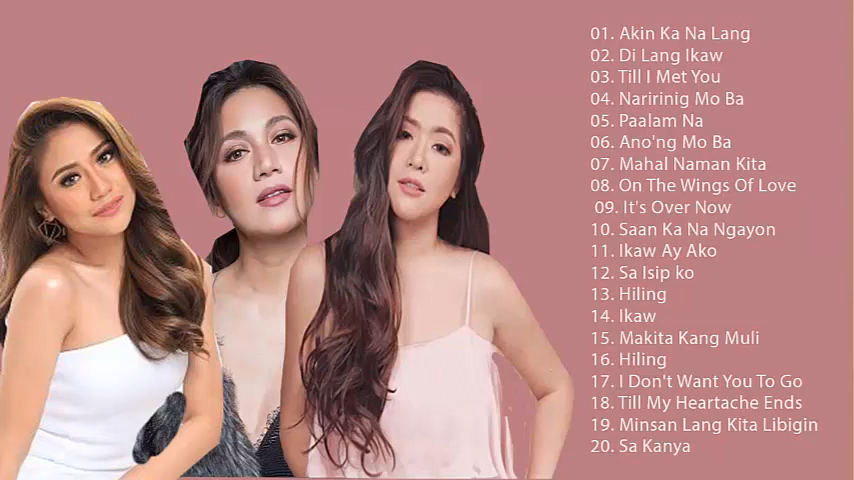 01. Akin Ka Na Lang
02. Di Lang Ikaw
03. Till I Met You
04. Naririnig Mo Ba
05. Paalam Na
06. Ano'ng Mo Ba
07. Mahal Naman Kita
08. On The Wings Of Love
09. It's Over Now
10. Saan Ka Na Ngayon
11. Ikaw Ay Ako
12. Sa Isip ko
13. Hiling
14. Ikaw
15. Makita Kang Muli
16. Hiling
17. I Don't Want You To Go
18. Till My Heartache Ends
19. Minsan Lang Kita Libigin
20. Sa Kanya